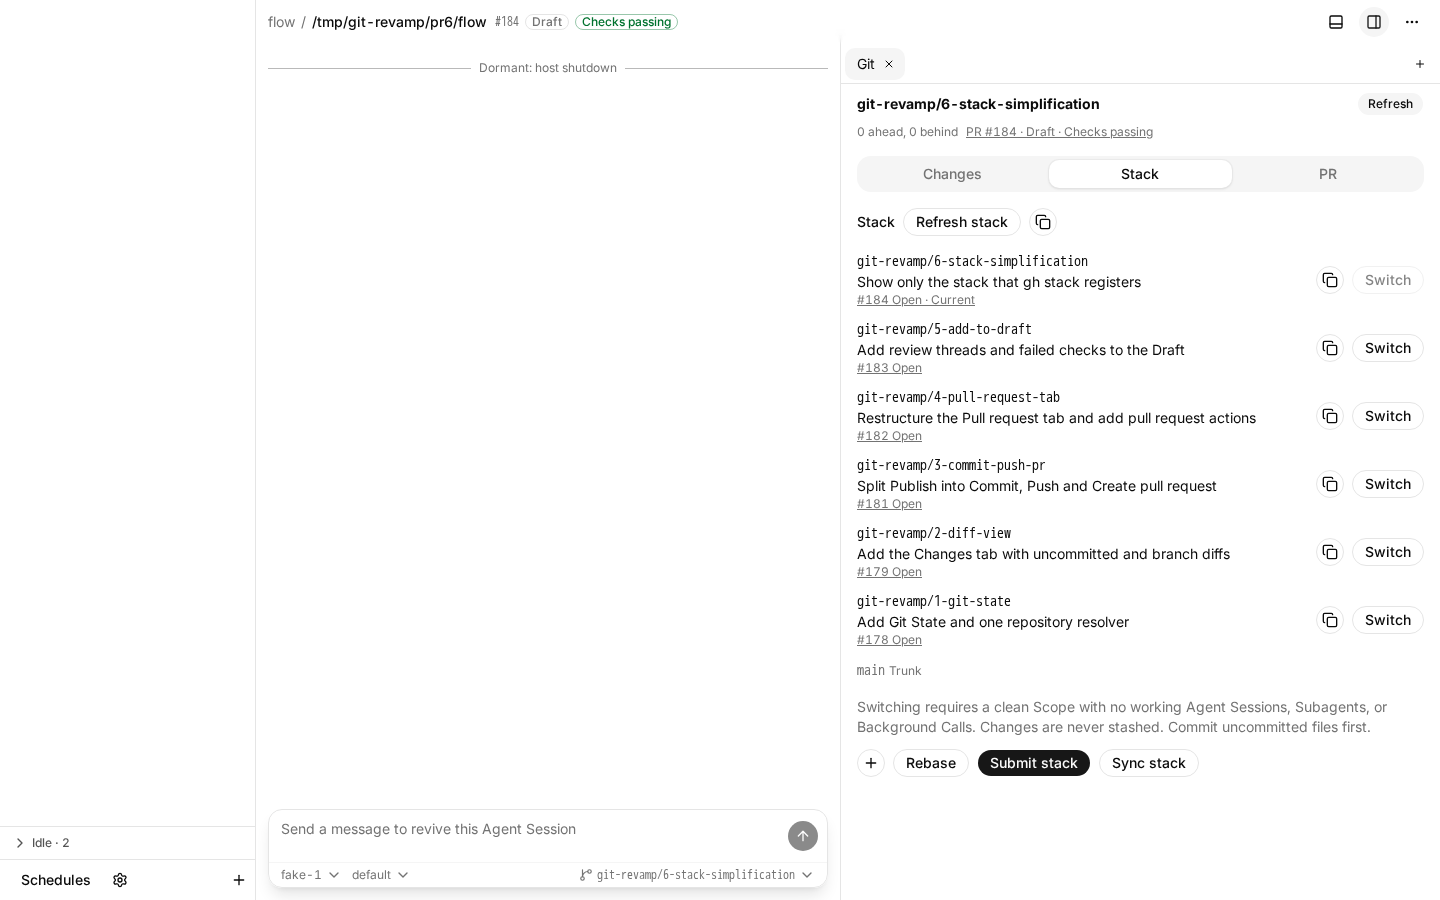 flow / /tmp/git-revamp/pr6/flow #184 Draft Checks passing
Dormant: host shutdown
Git
git-revamp/6-stack-simplification Refresh
0 ahead, 0 behind PR #184 · Draft · Checks passing
Changes Stack PR
Stack Refresh stack
git-revamp/6-stack-simplification
Show only the stack that gh stack registers
#184 Open · Current
Switch
git-revamp/5-add-to-draft
Add review threads and failed checks to the Draft
#183 Open
Switch
git-revamp/4-pull-request-tab
Restructure the Pull request tab and add pull request actions
#182 Open
Switch
git-revamp/3-commit-push-pr
Split Publish into Commit, Push and Create pull request
#181 Open
Switch
git-revamp/2-diff-view
Add the Changes tab with uncommitted and branch diffs
#179 Open
Switch
git-revamp/1-git-state
Add Git State and one repository resolver
#178 Open
Switch
main Trunk
Switching requires a clean Scope with no working Agent Sessions, Subagents, or
Background Calls. Changes are never stashed. Commit uncommitted files first.
Rebase Submit stack Sync stack
Send a message to revive this Agent Session
fake-1 default git-revamp/6-stack-simplification
Idle · 2
Schedules